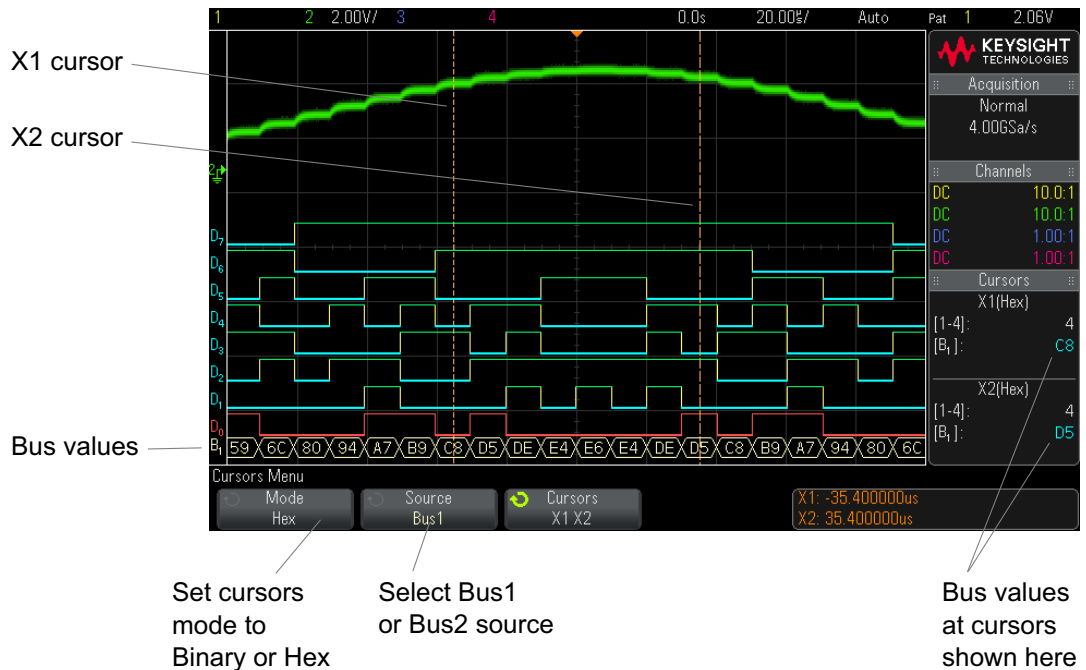 1 2 2.00V/ 3 4 0.0s 20.00µs/ Auto Pat 1 2.06V
KEYSIGHT
TECHNOLOGIES
Acquisition
Normal
4.00GSa/s
Channels
DC 10.0:1
DC 10.0:1
DC 1.00:1
DC 1.00:1
Cursors
X1(Hex)
[1-4]: 4
[B1]: C8
X2(Hex)
[1-4]: 4
[B1]: D5
X1 cursor
X2 cursor
2
D7
D6
D5
D4
D3
D2
D1
D0
Bus values
B1 59 6C 80 94 A7 B9 C8 D5 DE E4 E6 E4 DE D5 C8 B9 A7 94 80 6C
Cursors Menu
Mode
Hex
Source
Bus1
Cursors
X1 X2
X1: -35.400000us
X2: 35.400000us
Set cursors
mode to
Binary or Hex
Select Bus1
or Bus2 source
Bus values
at cursors
shown here